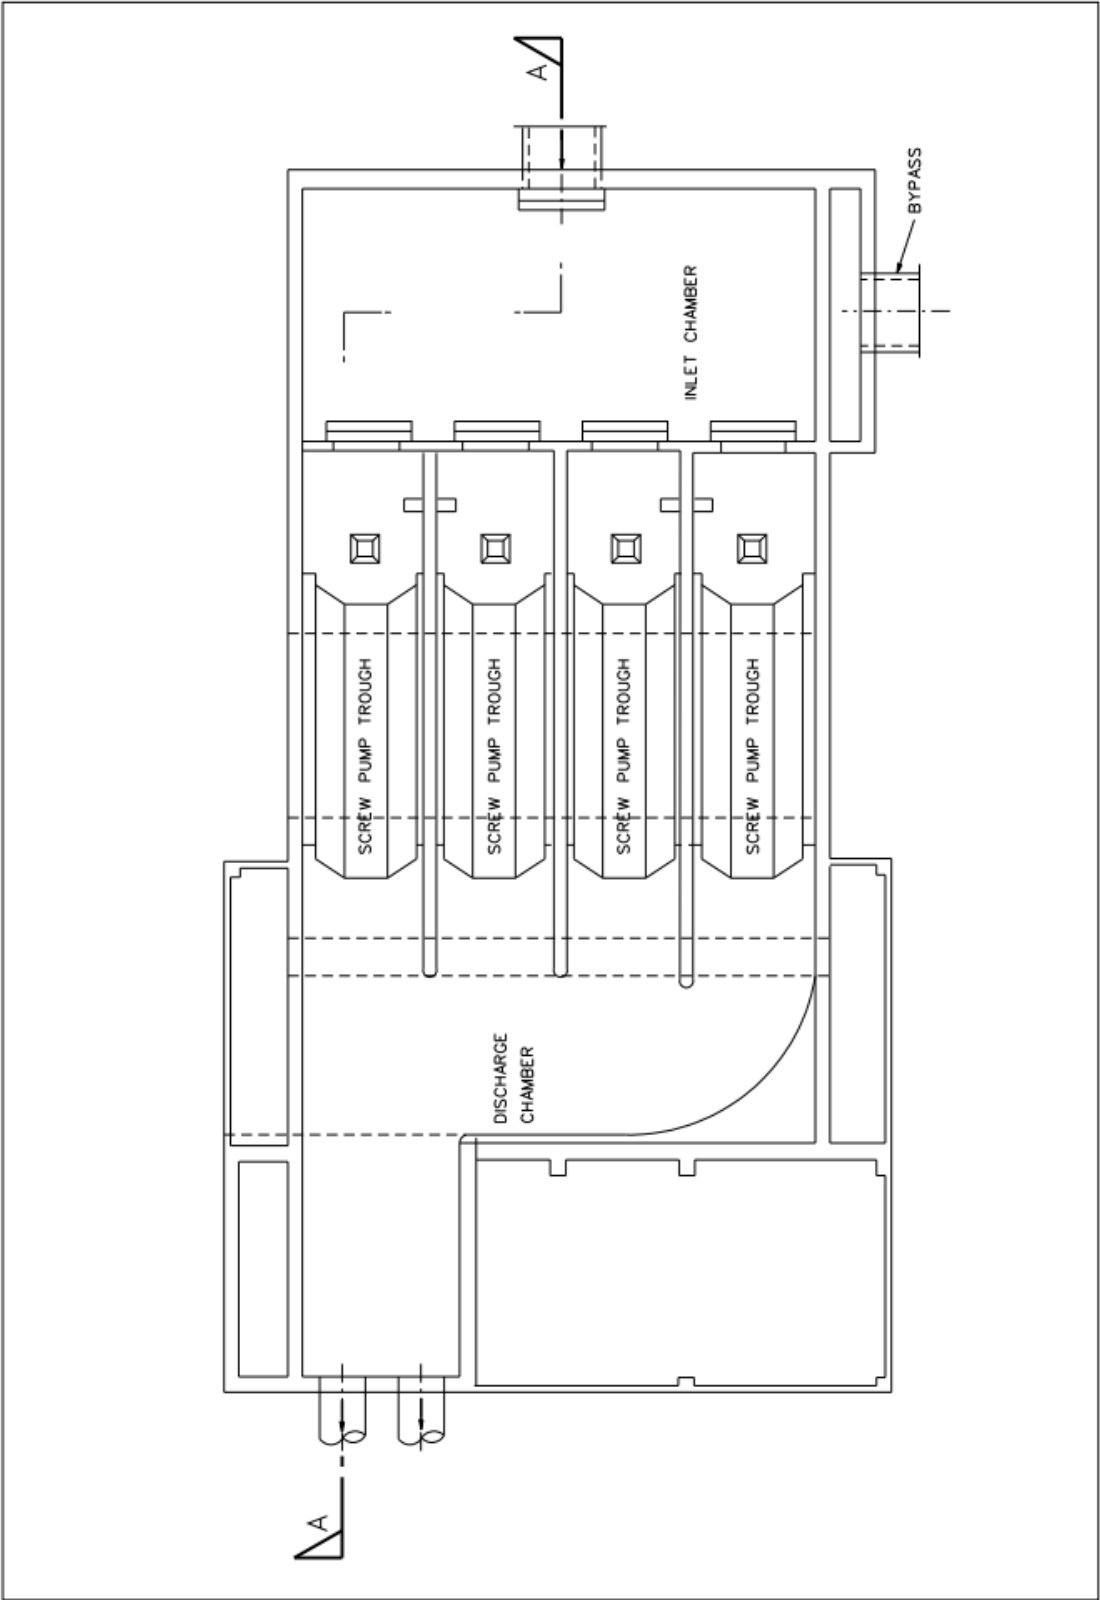 A
BYPASS
INLET CHAMBER
SCREW PUMP TROUGH
SCREW PUMP TROUGH
SCREW PUMP TROUGH
SCREW PUMP TROUGH
DISCHARGE
CHAMBER
A